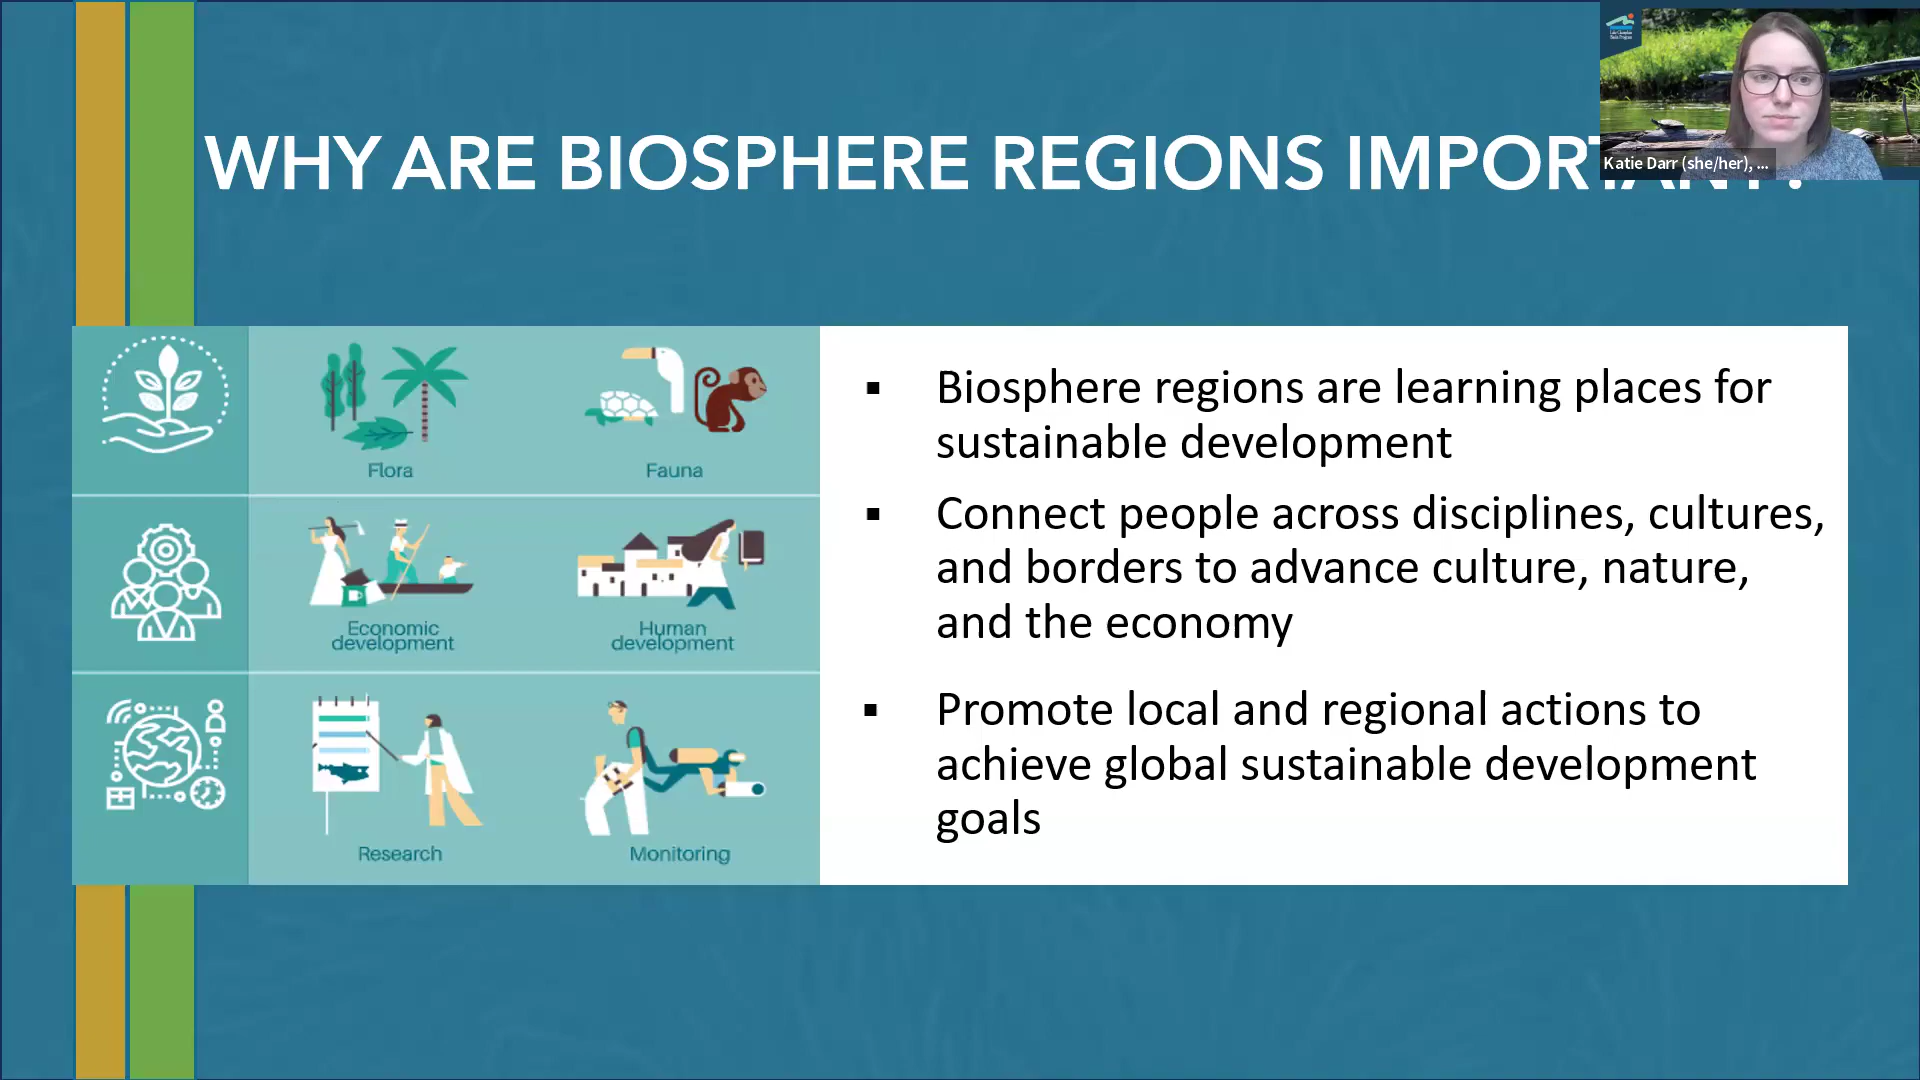 WHY ARE BIOSPHERE REGIONS IMPORTANT?
Katie Darr (she/her), ...
Flora
Fauna
Economic
development
Human
development
Research
Monitoring
▪ Biosphere regions are learning places for
sustainable development
▪ Connect people across disciplines, cultures,
and borders to advance culture, nature,
and the economy
▪ Promote local and regional actions to
achieve global sustainable development
goals